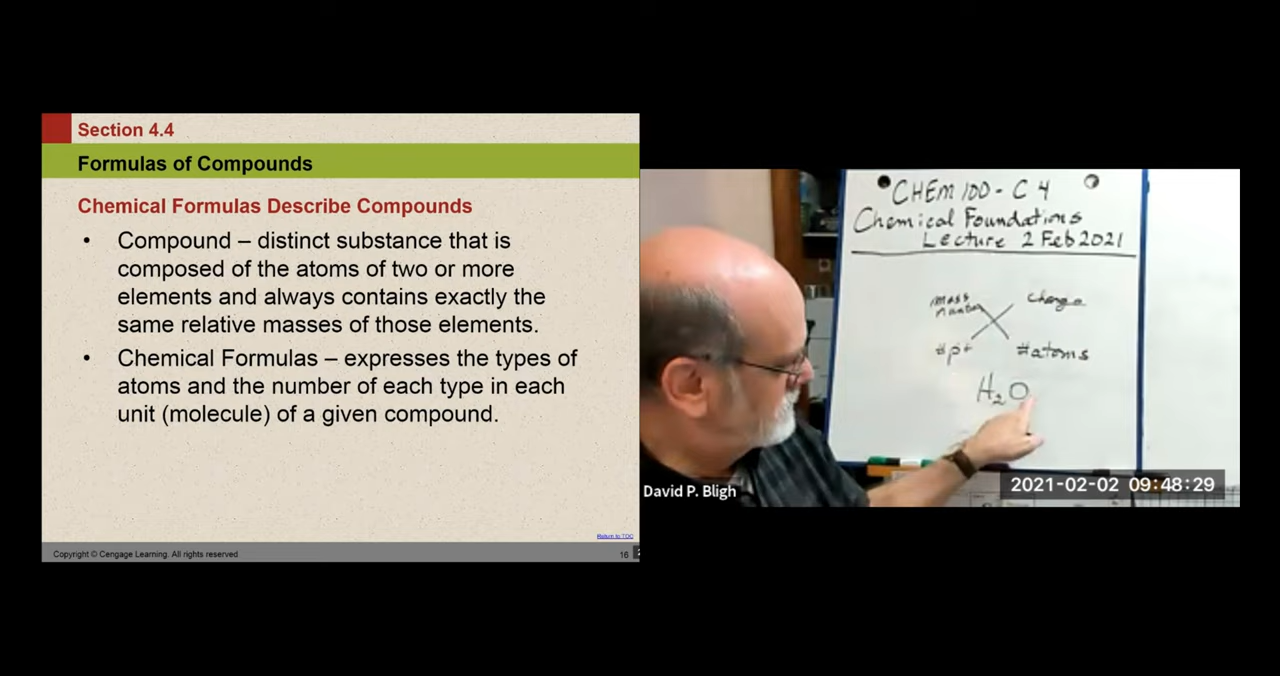 Section 4.4
Formulas of Compounds
Chemical Formulas Describe Compounds
• Compound – distinct substance that is
composed of the atoms of two or more
elements and always contains exactly the
same relative masses of those elements.
• Chemical Formulas – expresses the types of
atoms and the number of each type in each
unit (molecule) of a given compound.
Return to TOC
Copyright © Cengage Learning. All rights reserved
16
CHEM 100 - C 4
Chemical Foundations
Lecture 2 Feb 2021
mass charge
number
#p+ #atoms
H₂O
David P. Bligh
2021-02-02 09:48:29